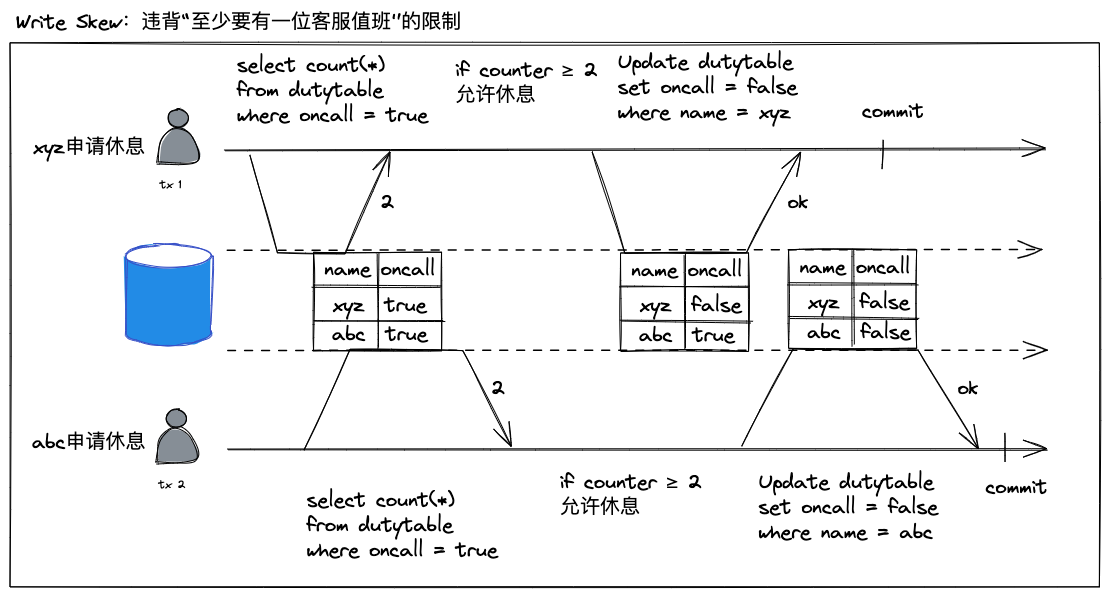 Write Skew: 违背“至少要有一位客服值班”的限制
select count(*)
from dutytable
where oncall = true
if counter ≥ 2
允许休息
Update dutytable
set oncall = false
where name = xyz
commit
xyz申请休息
tx 1
2
ok
name oncall
xyz true
abc true
name oncall
xyz false
abc true
name oncall
xyz false
abc false
2
ok
abc申请休息
tx 2
select count(*)
from dutytable
where oncall = true
if counter ≥ 2
允许休息
Update dutytable
set oncall = false
where name = abc
commit